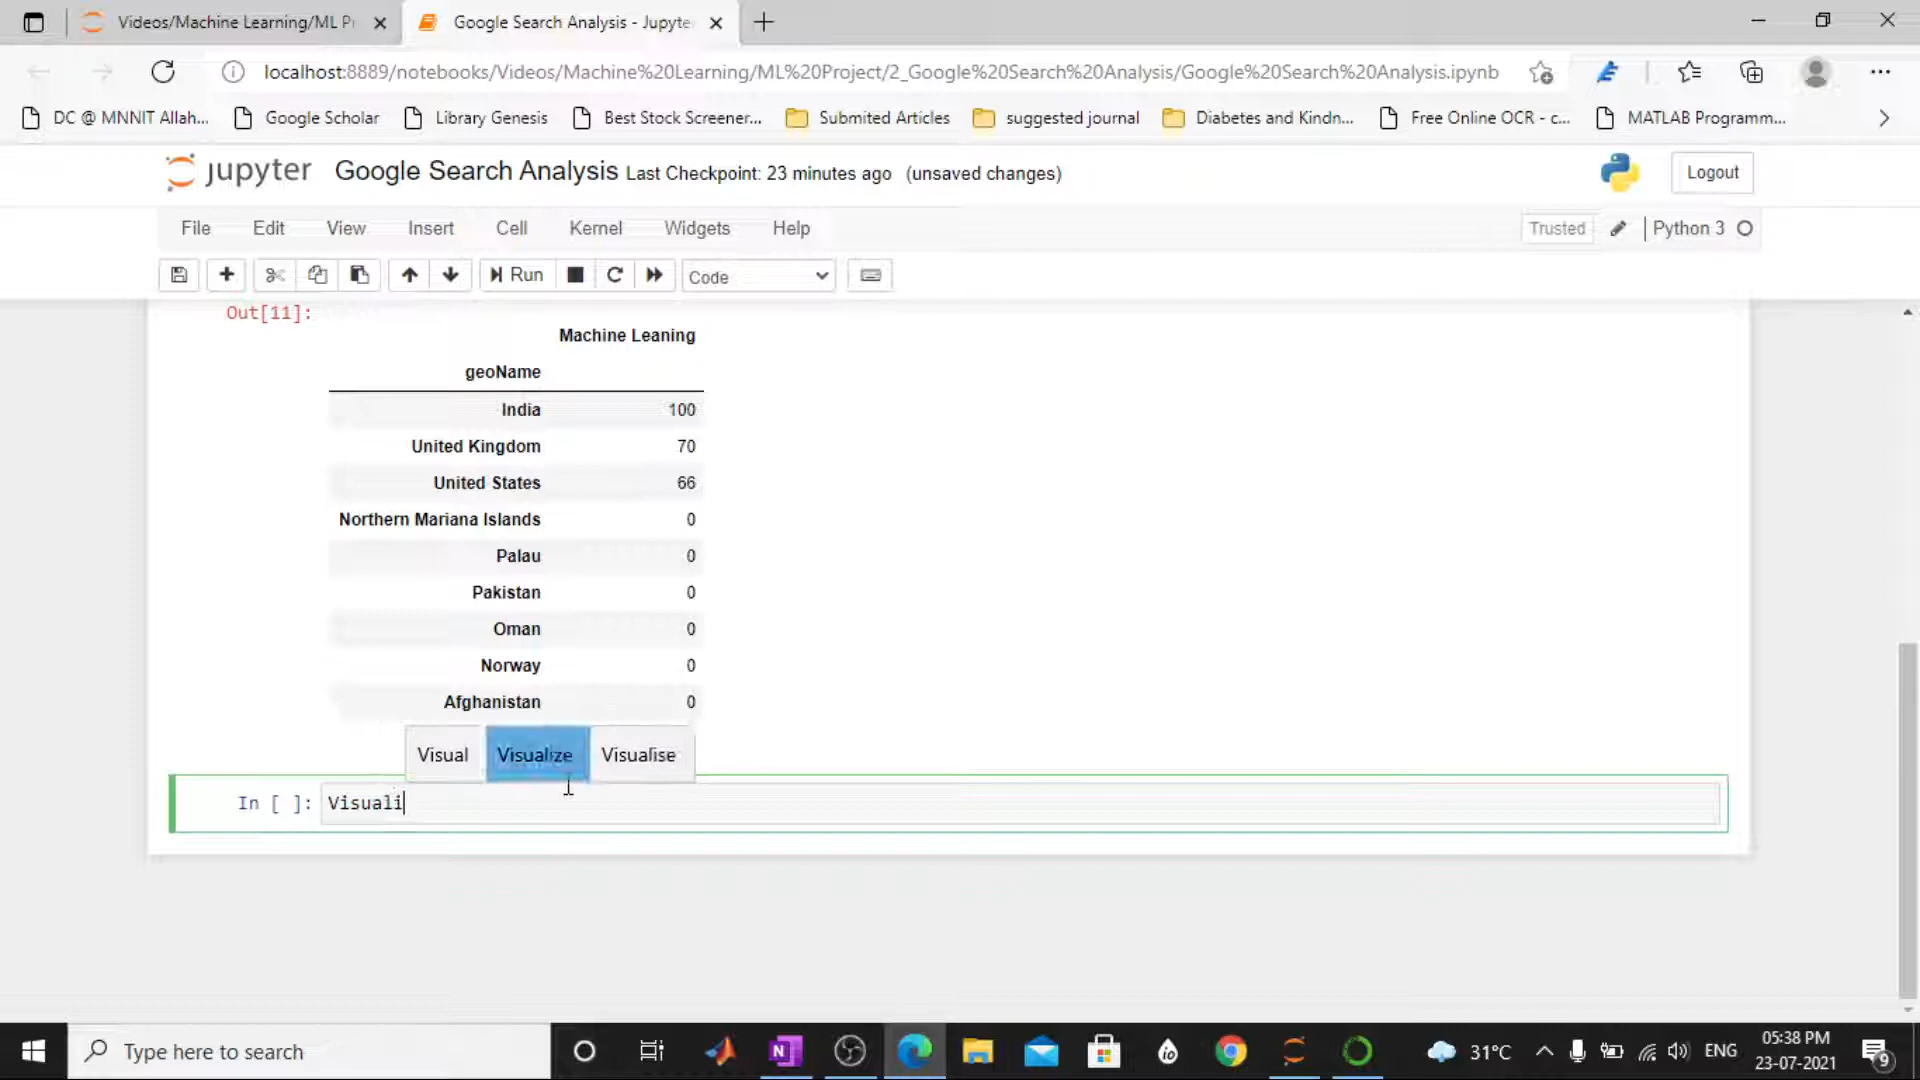 Videos/Machine Learning/ML Pr
Google Search Analysis - Jupyte
localhost:8889/notebooks/Videos/Machine%20Learning/ML%20Project/2_Google%20Search%20Analysis/Google%20Search%20Analysis.ipynb
DC @ MNNIT Allah... Google Scholar Library Genesis Best Stock Screener... Submited Articles suggested journal Diabetes and Kindn... Free Online OCR - c... MATLAB Programm...
jupyter Google Search Analysis Last Checkpoint: 23 minutes ago (unsaved changes) Logout
File Edit View Insert Cell Kernel Widgets Help Trusted Python 3
Run Code
Out[11]:
Machine Leaning
geoName
India 100
United Kingdom 70
United States 66
Northern Mariana Islands 0
Palau 0
Pakistan 0
Oman 0
Norway 0
Afghanistan 0
Visual Visualize Visualise
In [ ]: Visuali
Type here to search
N
io
31°C
ENG
05:38 PM
23-07-2021
9